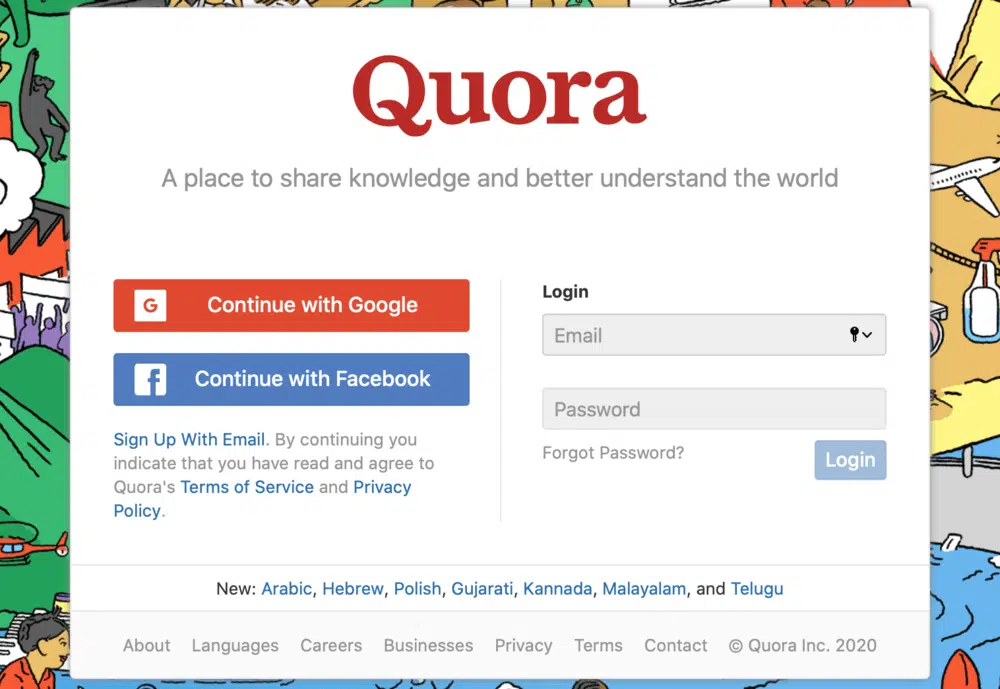 Quora
A place to share knowledge and better understand the world
G Continue with Google
f Continue with Facebook
Sign Up With Email. By continuing you
indicate that you have read and agree to
Quora's Terms of Service and Privacy
Policy.
Login
Email
Password
Forgot Password?
Login
New: Arabic, Hebrew, Polish, Gujarati, Kannada, Malayalam, and Telugu
About Languages Careers Businesses Privacy Terms Contact © Quora Inc. 2020